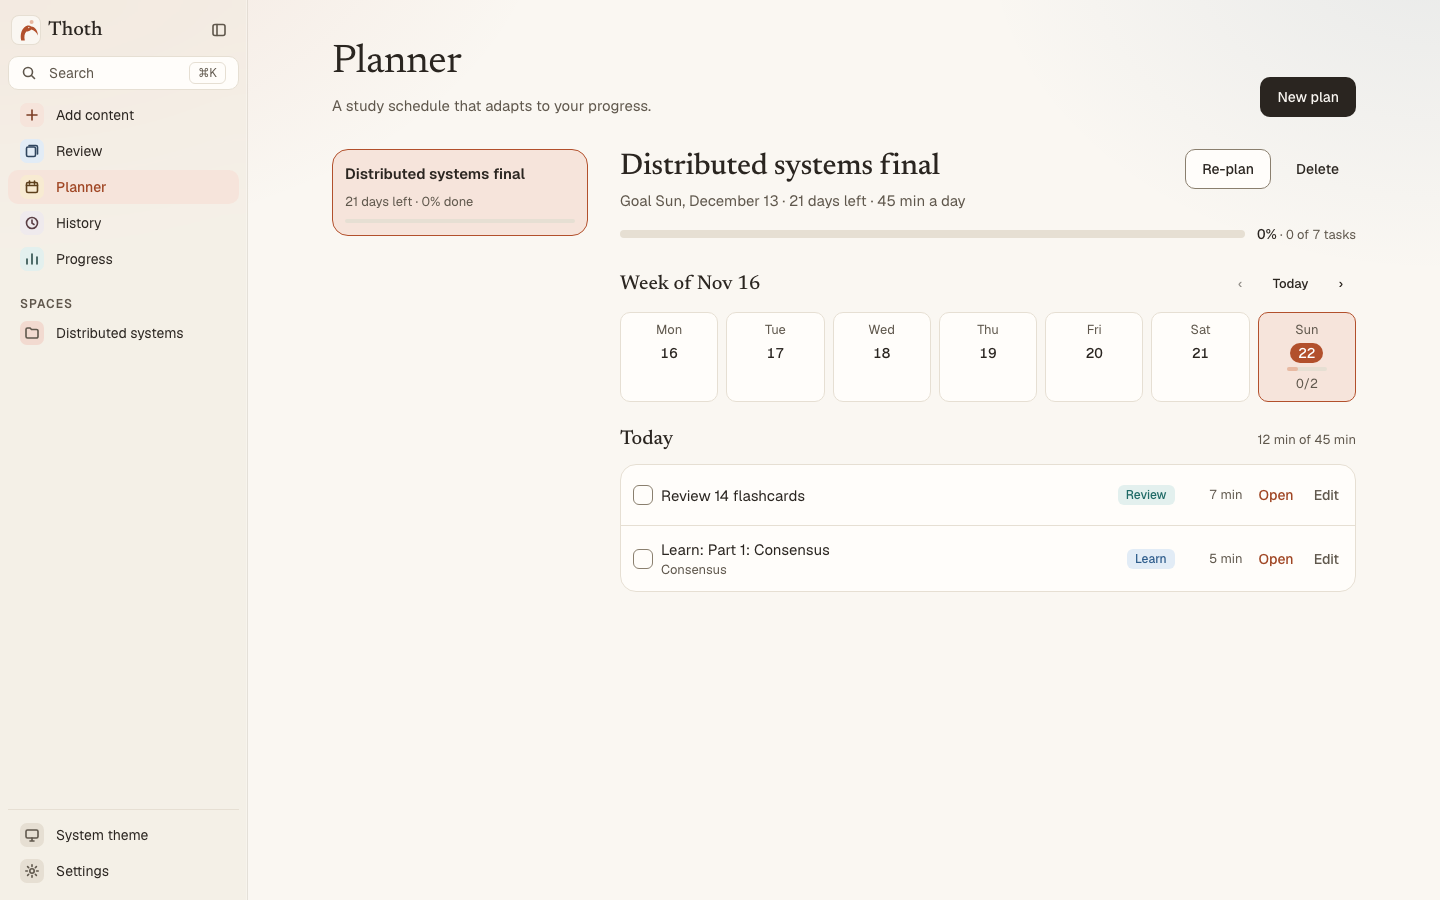 Thoth
Search ⌘K
Add content
Review
Planner
History
Progress
SPACES
Distributed systems
System theme
Settings
Planner
A study schedule that adapts to your progress.
New plan
Distributed systems final
21 days left · 0% done
Distributed systems final
Re-plan Delete
Goal Sun, December 13 · 21 days left · 45 min a day
0% · 0 of 7 tasks
Week of Nov 16
‹ Today ›
Mon Tue Wed Thu Fri Sat Sun
16 17 18 19 20 21 22
0/2
Today
12 min of 45 min
Review 14 flashcards Review 7 min Open Edit
Learn: Part 1: Consensus Learn 5 min Open Edit
Consensus